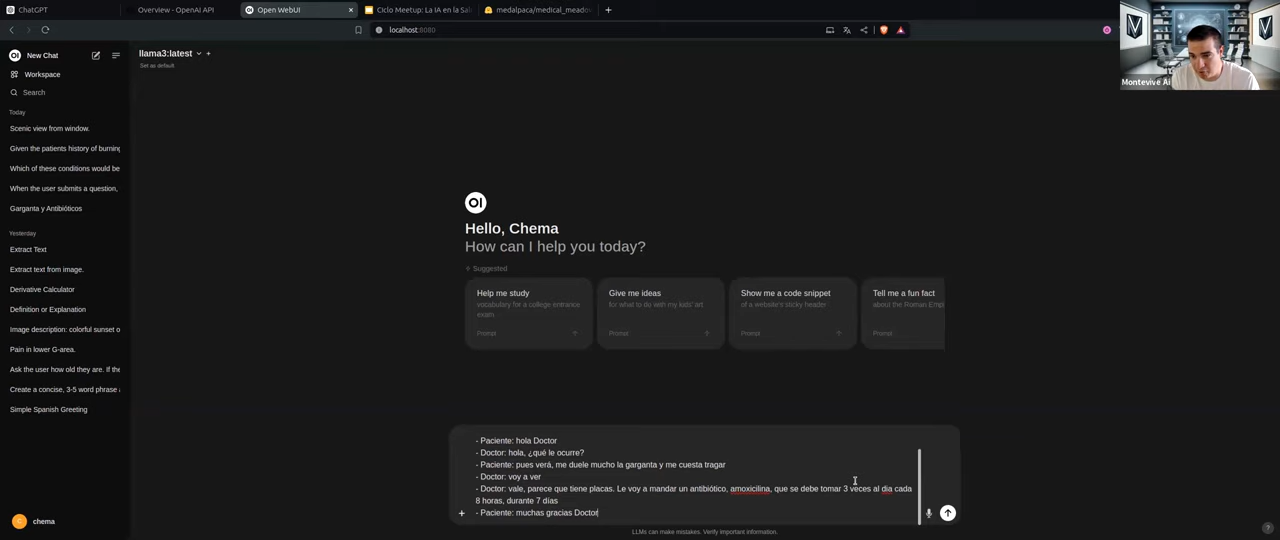 ChatGPT
Overview - OpenAI API
Open WebUI
Ciclo Meetup: La IA en la Sa
medalpaca/medical_meadow
localhost:8080
New Chat
Workspace
Search
Today
Scenic view from window.
Given the patients history of burning
Which of these conditions would be
When the user submits a question,
Garganta y Antibióticos
Yesterday
Extract Text
Extract text from image.
Derivative Calculator
Definition or Explanation
Image description: colorful sunset o
Pain in lower G-area.
Ask the user how old they are. If the
Create a concise, 3-5 word phrase a
Simple Spanish Greeting
chema
llama3:latest
Set as default
OI
Hello, Chema
How can I help you today?
Suggested
Help me study
vocabulary for a college entrance
exam
Prompt
Give me ideas
for what to do with my kids' art
Prompt
Show me a code snippet
of a website's sticky header
Prompt
Tell me a fun fact
about the Roman Emp
Prompt
- Paciente: hola Doctor
- Doctor: hola, ¿qué le ocurre?
- Paciente: pues verá, me duele mucho la garganta y me cuesta tragar
- Doctor: voy a ver
- Doctor: vale, parece que tiene placas. Le voy a mandar un antibiótico, amoxicilina, que se debe tomar 3 veces al dia cada
8 horas, durante 7 días
- Paciente: muchas gracias Doctor
LLMs can make mistakes. Verify important information.
Montevive Ai